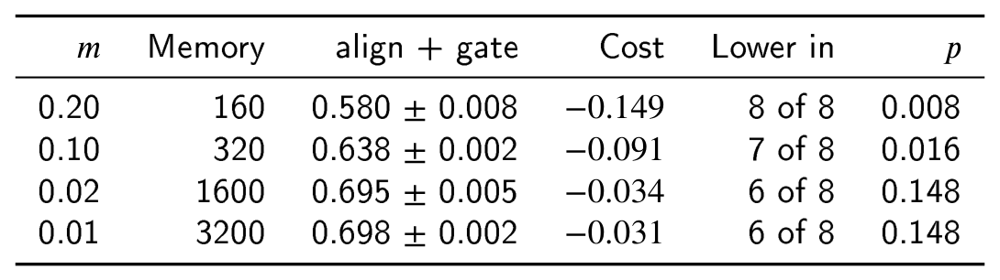 m Memory align + gate Cost Lower in p
0.20 160 0.580 ± 0.008 −0.149 8 of 8 0.008
0.10 320 0.638 ± 0.002 −0.091 7 of 8 0.016
0.02 1600 0.695 ± 0.005 −0.034 6 of 8 0.148
0.01 3200 0.698 ± 0.002 −0.031 6 of 8 0.148